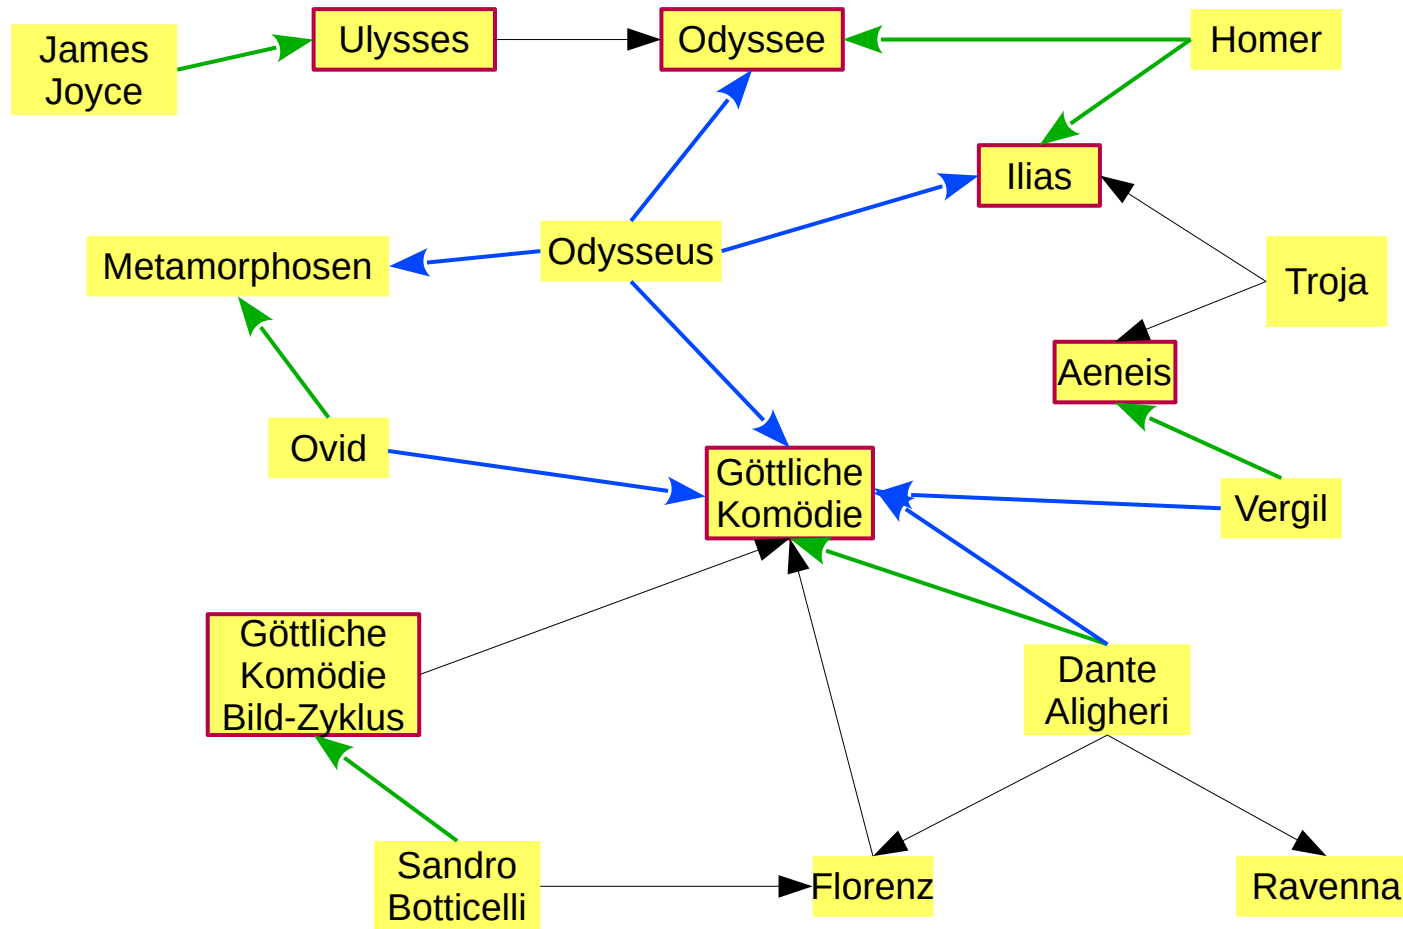 James
Joyce
Ulysses
Odyssee
Homer
Ilias
Odysseus
Metamorphosen
Troja
Aeneis
Ovid
Göttliche
Komödie
Vergil
Göttliche
Komödie
Bild-Zyklus
Dante
Aligheri
Sandro
Botticelli
Florenz
Ravenna